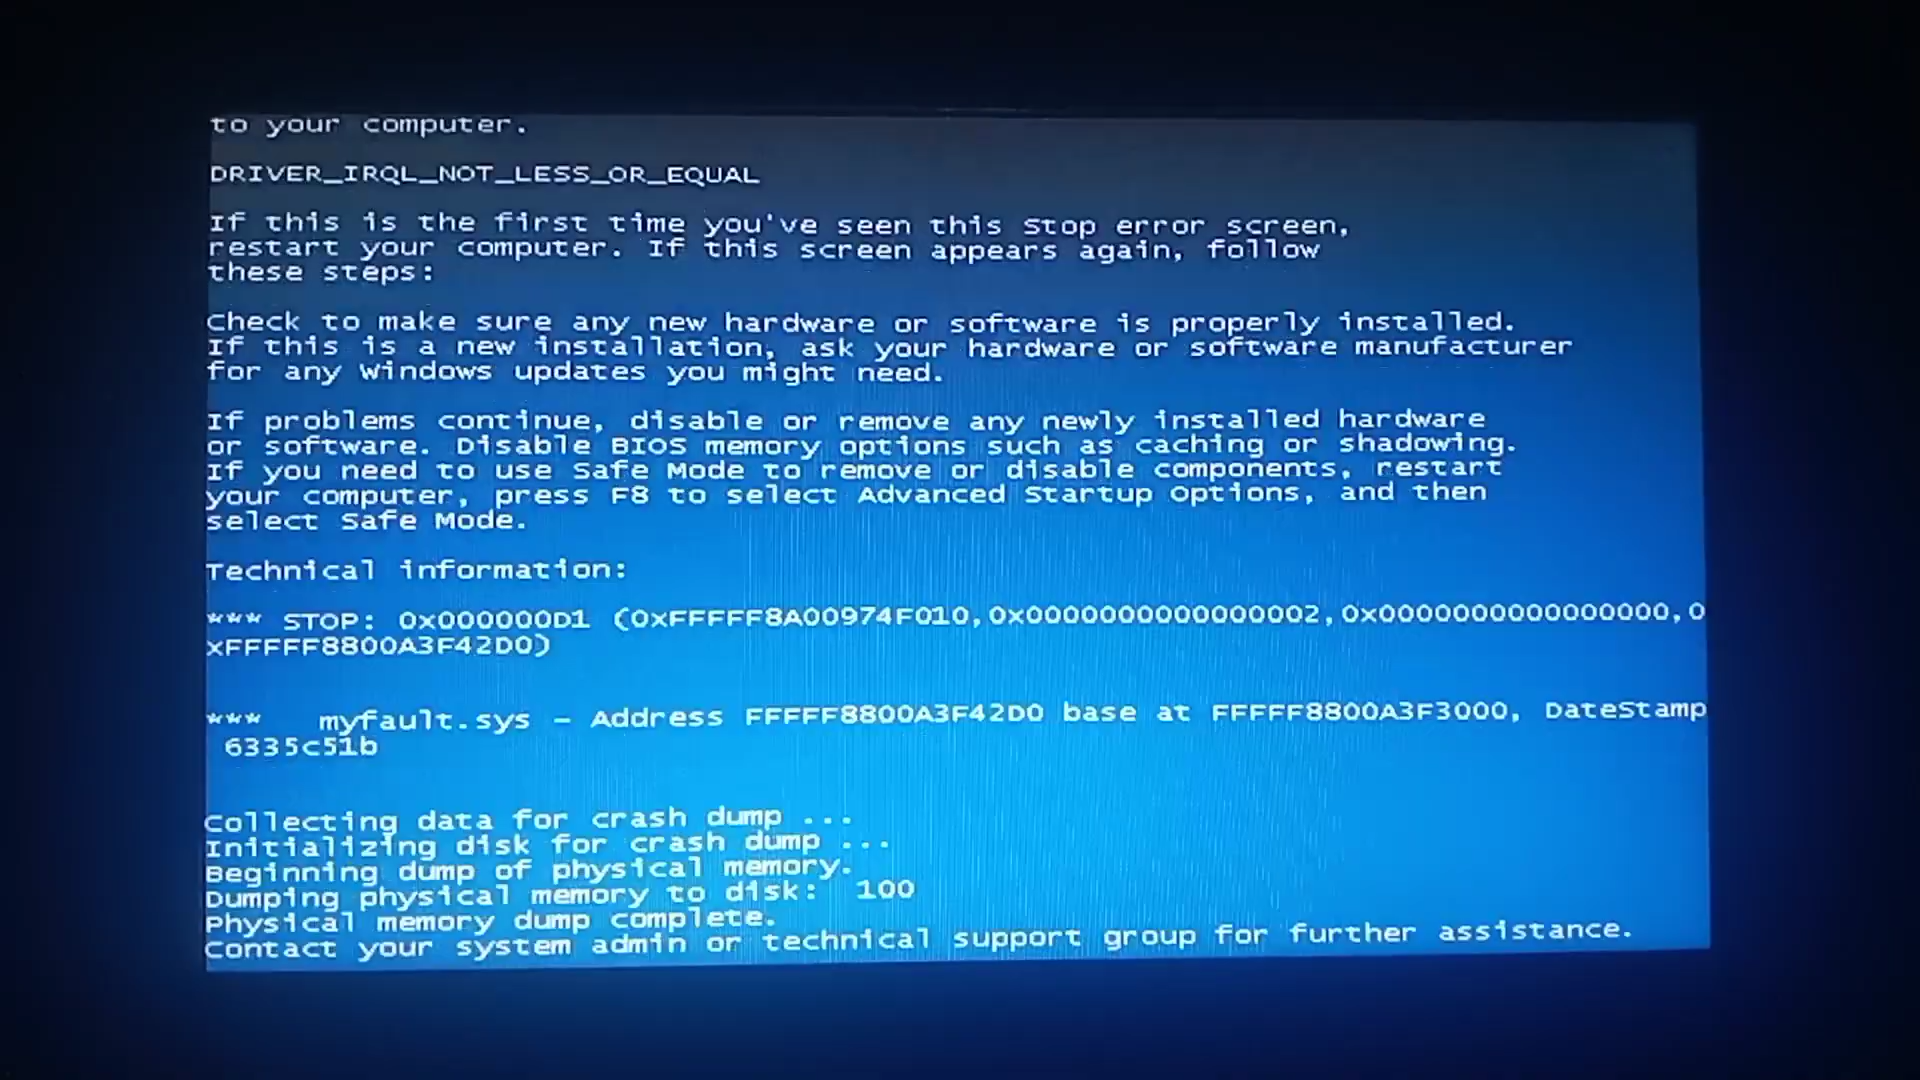 to your computer.
DRIVER_IRQL_NOT_LESS_OR_EQUAL
If this is the first time you've seen this Stop error screen,
restart your computer. If this screen appears again, follow
these steps:
Check to make sure any new hardware or software is properly installed.
If this is a new installation, ask your hardware or software manufacturer
for any Windows updates you might need.
If problems continue, disable or remove any newly installed hardware
or software. Disable BIOS memory options such as caching or shadowing.
If you need to use Safe Mode to remove or disable components, restart
your computer, press F8 to select Advanced Startup Options, and then
select Safe Mode.
Technical information:
*** STOP: 0x000000D1 (0xFFFFF8A00974F010,0x0000000000000002,0x0000000000000000,0
xFFFFF8800A3F42D0)
*** myfault.sys - Address FFFFF8800A3F42D0 base at FFFFF8800A3F3000, DateStamp
6335c51b
Collecting data for crash dump ...
Initializing disk for crash dump ...
Beginning dump of physical memory.
Dumping physical memory to disk: 100
Physical memory dump complete.
Contact your system admin or technical support group for further assistance.